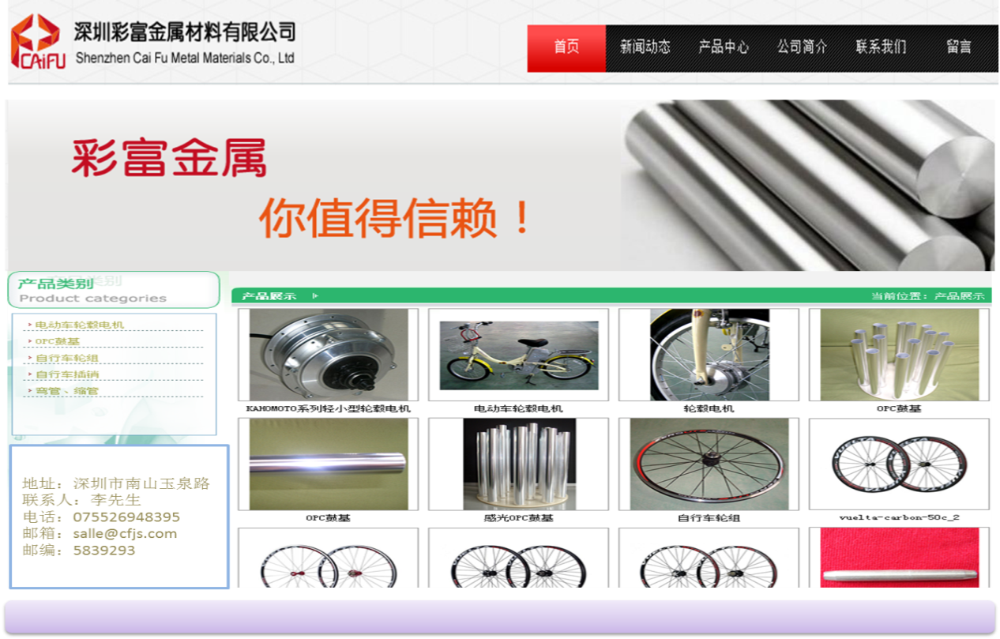 深圳彩富金属材料有限公司
CAiFU
Shenzhen Cai Fu Metal Materials Co., Ltd
首页 新闻动态 产品中心 公司简介 联系我们 留言
彩富金属
你值得信赖！
产品类别
Product categories
电动车轮毂电机
OPC鼓基
自行车轮组
自行车插销
弯管、缩管
地址：深圳市南山玉泉路
联系人：李先生
电话：075526948395
邮箱：salle@cfjs.com
邮编：5839293
产品展示
当前位置：产品展示
KAHOMOTO系列轻小型轮毂电机
电动车轮毂电机
轮毂电机
OPC鼓基
OPC鼓基
感光OPC鼓基
自行车轮组
vuelta-carbon-50c_2